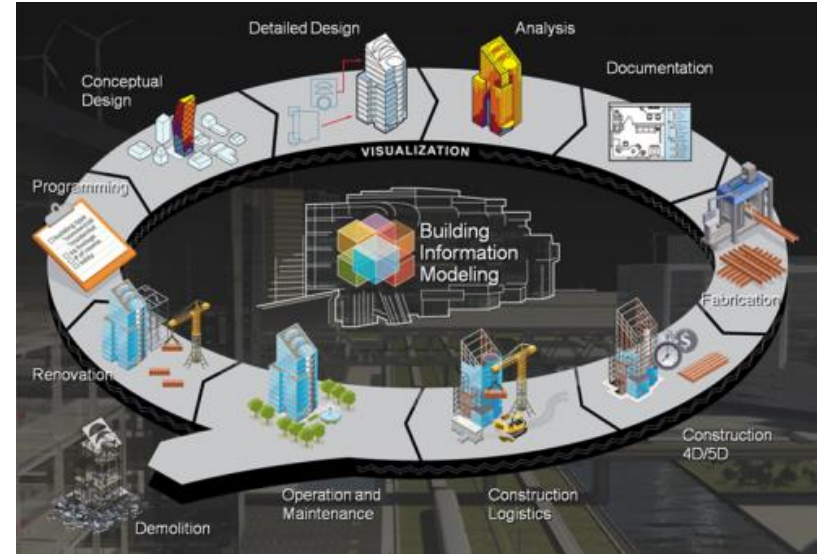 Detailed Design
Analysis
Conceptual
Design
Documentation
VISUALIZATION
Programming
Building
Information
Modeling
Fabrication
Renovation
Construction
4D/5D
Operation and
Maintenance
Construction
Logistics
Demolition